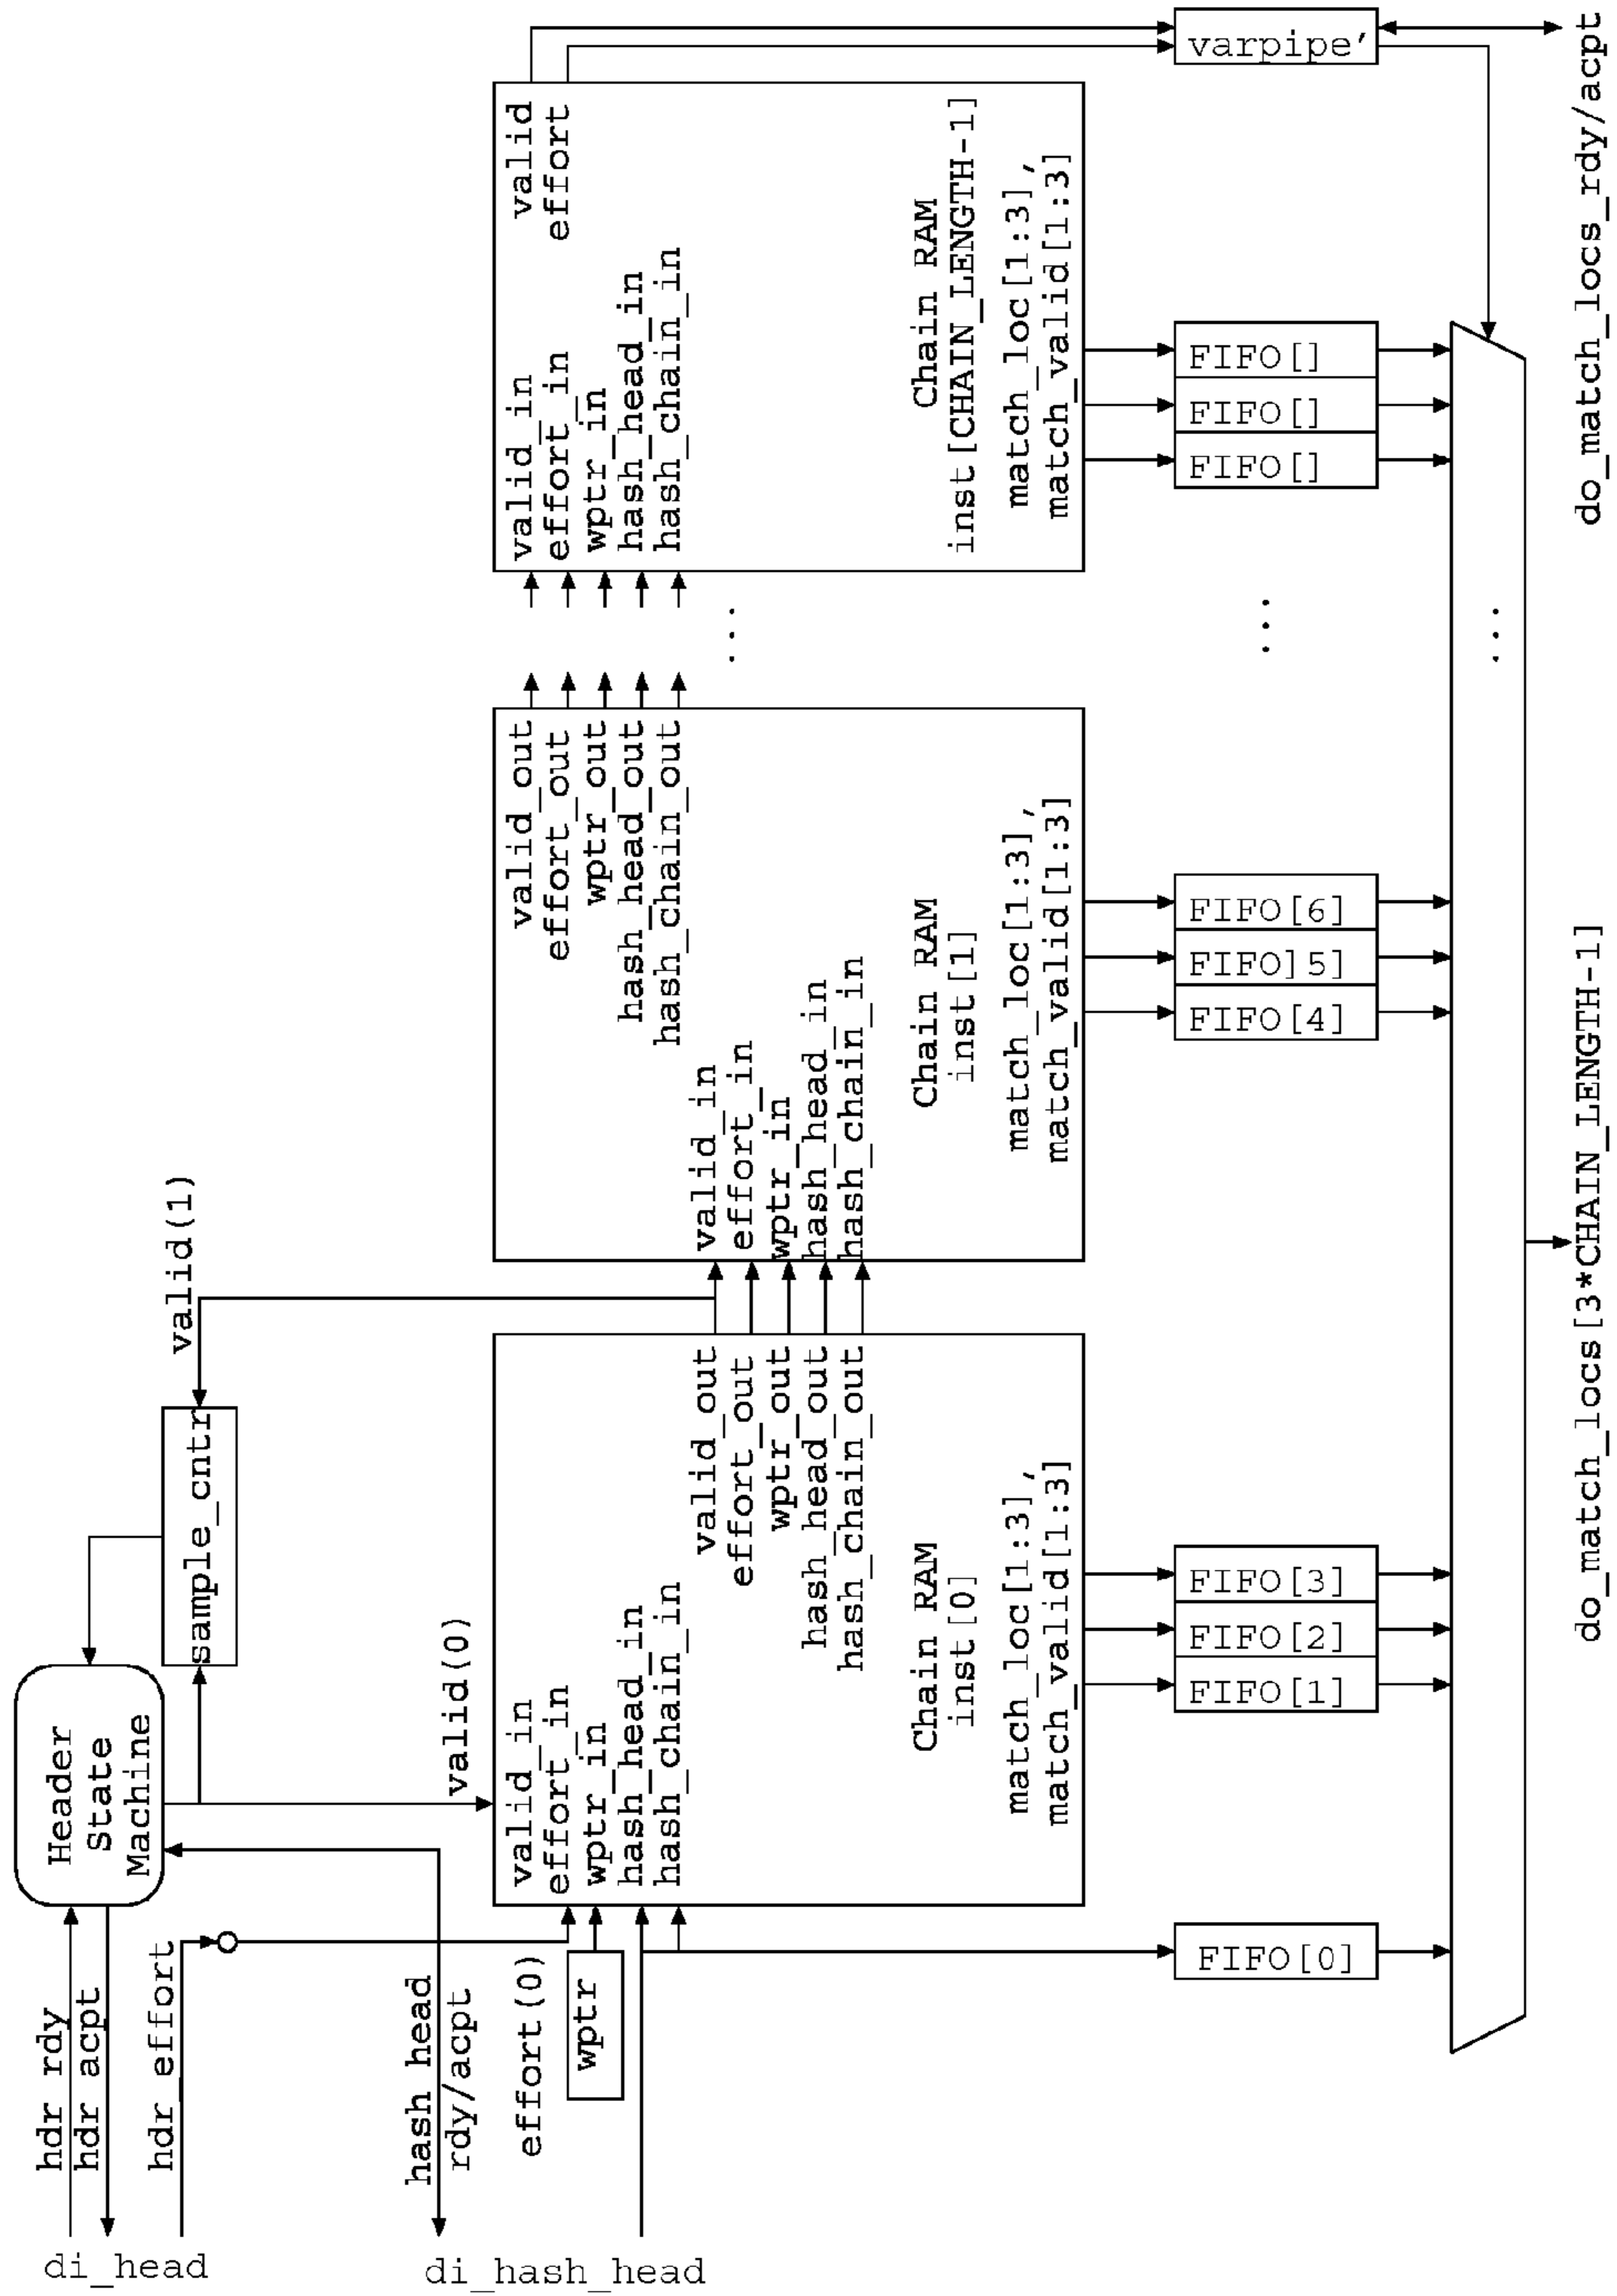 di_head
hdr rdy
hdr acpt
hdr effort
Header
State
Machine
sample_cntr
valid(1)
valid(0)
di_hash_head
hash head
rdy/acpt
effort(0)
wptr
valid_in
effort_in
wptr_in
hash_head_in
hash_chain_in
valid_out
effort_out
wptr_out
hash_head_out
hash_chain_out
Chain RAM
inst[0]
match_loc[1:3],
match_valid[1:3]
valid_in
effort_in
wptr_in
hash_head_in
hash_chain_in
valid_out
effort_out
wptr_out
hash_head_out
hash_chain_out
Chain RAM
inst[1]
match_loc[1:3],
match_valid[1:3]
...
valid_in
effort_in
wptr_in
hash_head_in
hash_chain_in
valid
effort
Chain RAM
inst[CHAIN_LENGTH-1]
match_loc[1:3],
match_valid[1:3]
FIFO[0]
FIFO[1]
FIFO[2]
FIFO[3]
FIFO[4]
FIFO]5]
FIFO[6]
...
FIFO[]
FIFO[]
FIFO[]
varpipe’
...
do_match_locs[3*CHAIN_LENGTH-1]
do_match_locs_rdy/acpt